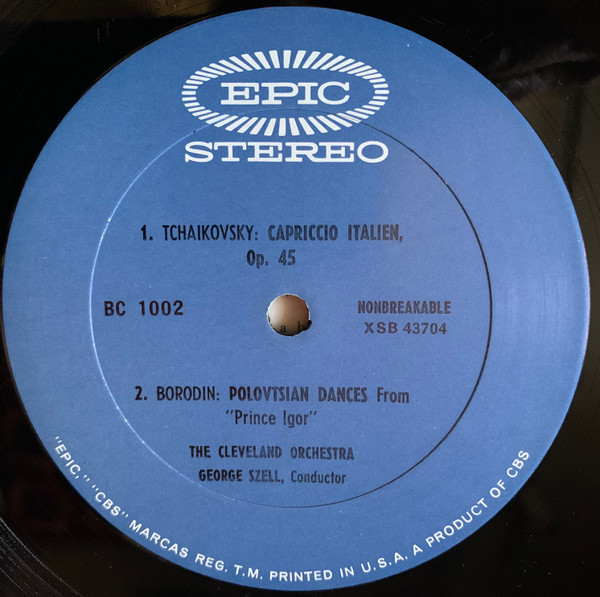 EPIC
STEREO
1. TCHAIKOVSKY: CAPRICCIO ITALIEN,
Op. 45
BC 1002
NONBREAKABLE
XSB 43704
2. BORODIN: POLOVTSIAN DANCES From
"Prince Igor"
THE CLEVELAND ORCHESTRA
GEORGE SZELL, Conductor
"EPIC," "CBS" MARCAS REG. T.M. PRINTED IN U.S.A. A PRODUCT OF CBS